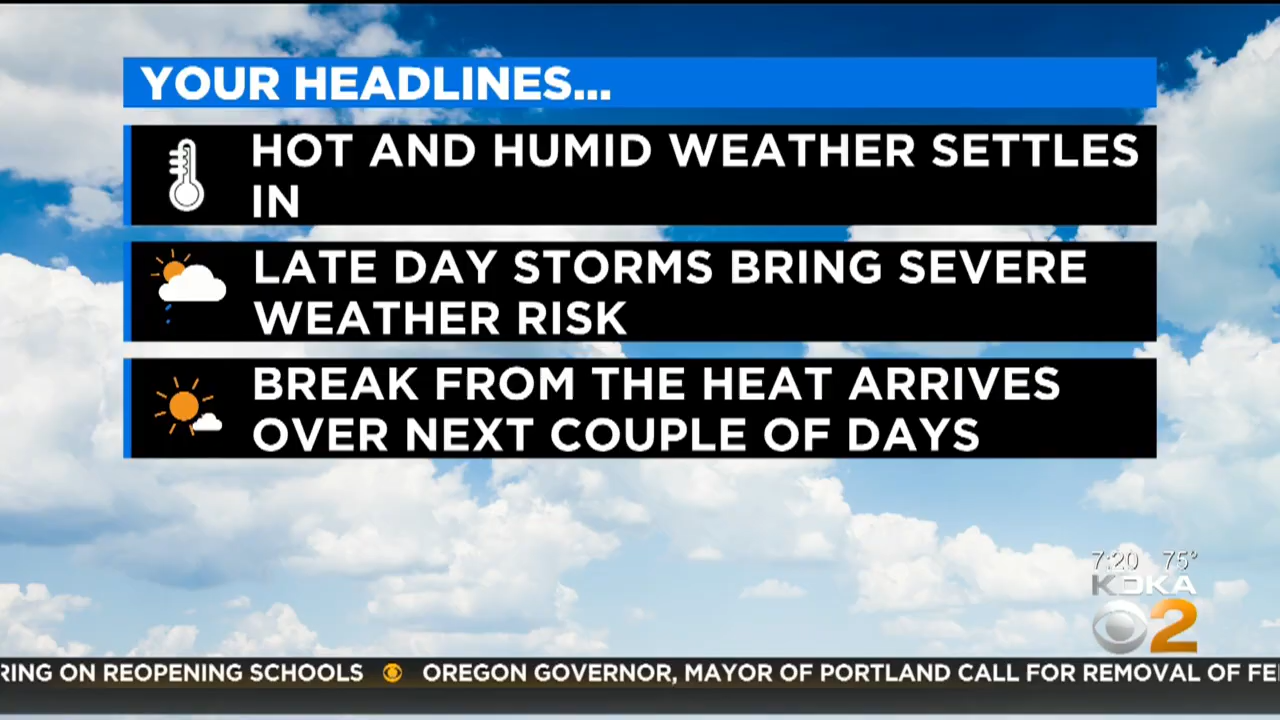 YOUR HEADLINES...
HOT AND HUMID WEATHER SETTLES
IN
LATE DAY STORMS BRING SEVERE
WEATHER RISK
BREAK FROM THE HEAT ARRIVES
OVER NEXT COUPLE OF DAYS
7:20 75°
KDKA
2
RING ON REOPENING SCHOOLS OREGON GOVERNOR, MAYOR OF PORTLAND CALL FOR REMOVAL OF FE